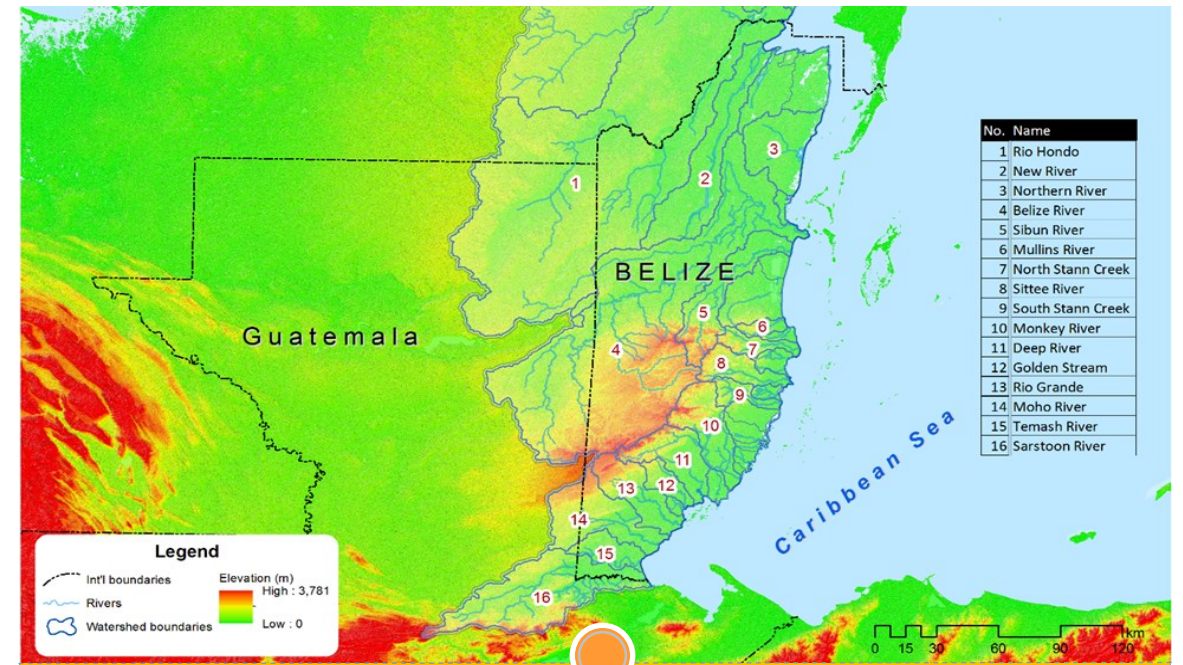 No. Name
1 Rio Hondo
2 New River
3 Northern River
4 Belize River
5 Sibun River
6 Mullins River
7 North Stann Creek
8 Sittee River
9 South Stann Creek
10 Monkey River
11 Deep River
12 Golden Stream
13 Rio Grande
14 Moho River
15 Temash River
16 Sarstoon River
3
1
2
BELIZE
5
6
Guatemala
4
7
8
9
10
Caribbean Sea
11
13
12
14
15
16
Legend
Int'l boundaries
Rivers
Watershed boundaries
Elevation (m)
High : 3,781
Low : 0
km
0 15 30 60 90 120